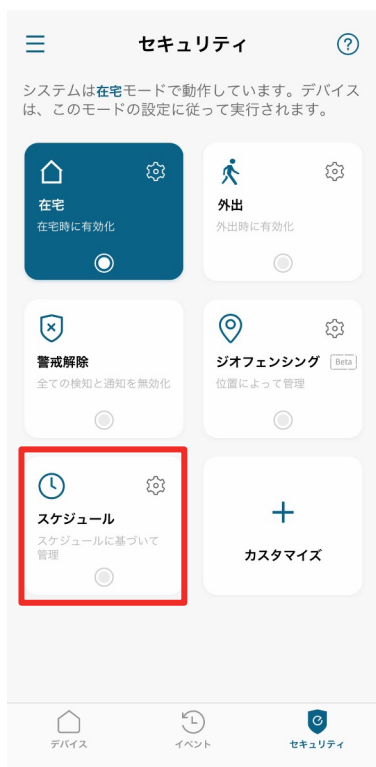 セキュリティ
システムは在宅モードで動作しています。デバイス
は、このモードの設定に従って実行されます。
在宅
在宅時に有効化
外出
外出時に有効化
警戒解除
全ての検知と通知を無効化
ジオフェンシング Beta
位置によって管理
スケジュール
スケジュールに基づいて
管理
カスタマイズ
デバイス
イベント
セキュリティ